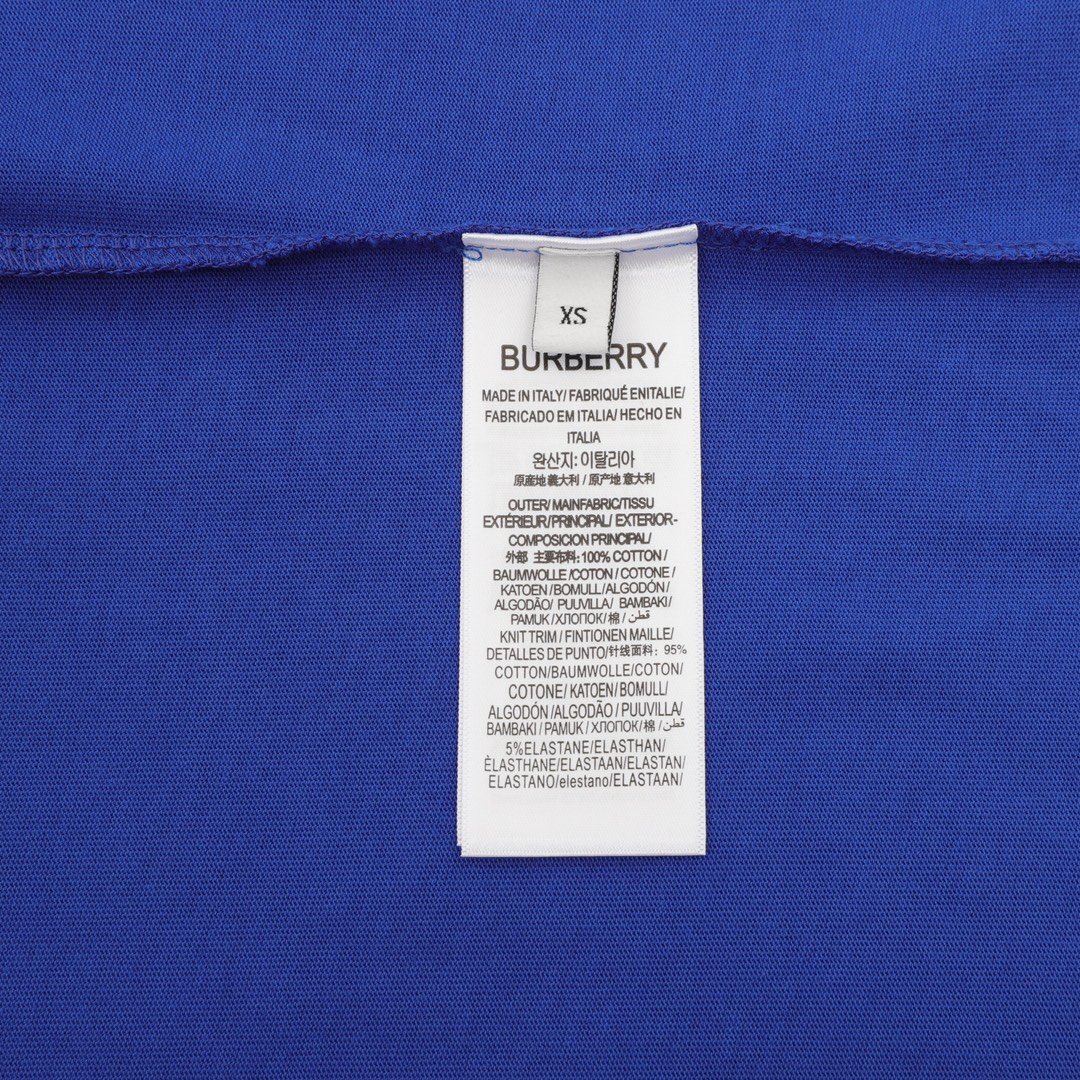 XS
BURBERRY
MADE IN ITALY/ FABRIQUÉ ENITALIE/
FABRICADO EM ITALIA/ HECHO EN
ITALIA
완산지: 이탈리아
原産地義大利 / 原产地 意大利
OUTER/ MAINFABRIC/TISSU
EXTÉRIEUR/PRINCIPAL/ EXTERIOR-
COMPOSICION PRINCIPAL/
外部 主要布料: 100% COTTON /
BAUMWOLLE /COTON / COTONE /
KATOEN / BOMULL/ALGODÓN /
ALGODÃO/ PUUVILLA/ BAMBAKI/
PAMUK /ХЛОПОК/棉 / قطن/
KNIT TRIM / FINTIONEN MAILLE/
DETALLES DE PUNTO/针线面料: 95%
COTTON/BAUMWOLLE/COTON/
COTONE/ KATOEN/BOMULL/
ALGODÓN /ALGODÃO / PUUVILLA/
BAMBAKI / PAMUK / ХЛОПОК/棉/ قطن/
5%ELASTANE/ELASTHAN/
ÈLASTHANE/ELASTAAN/ELASTAN/
ELASTANO/elestano/ELASTAAN/